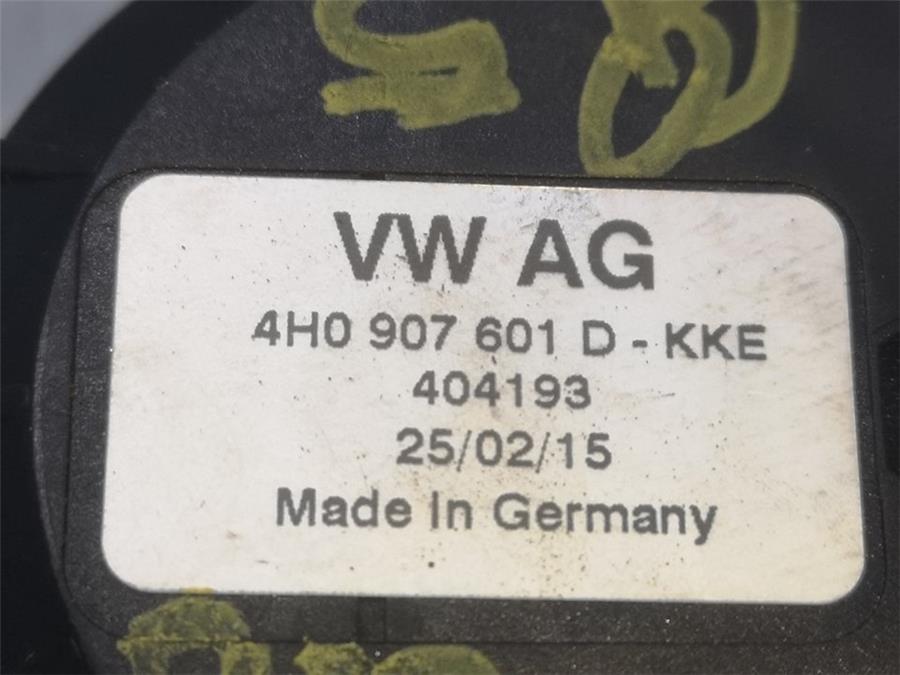 VW AG
4H0 907 601 D - KKE
404193
25/02/15
Made In Germany